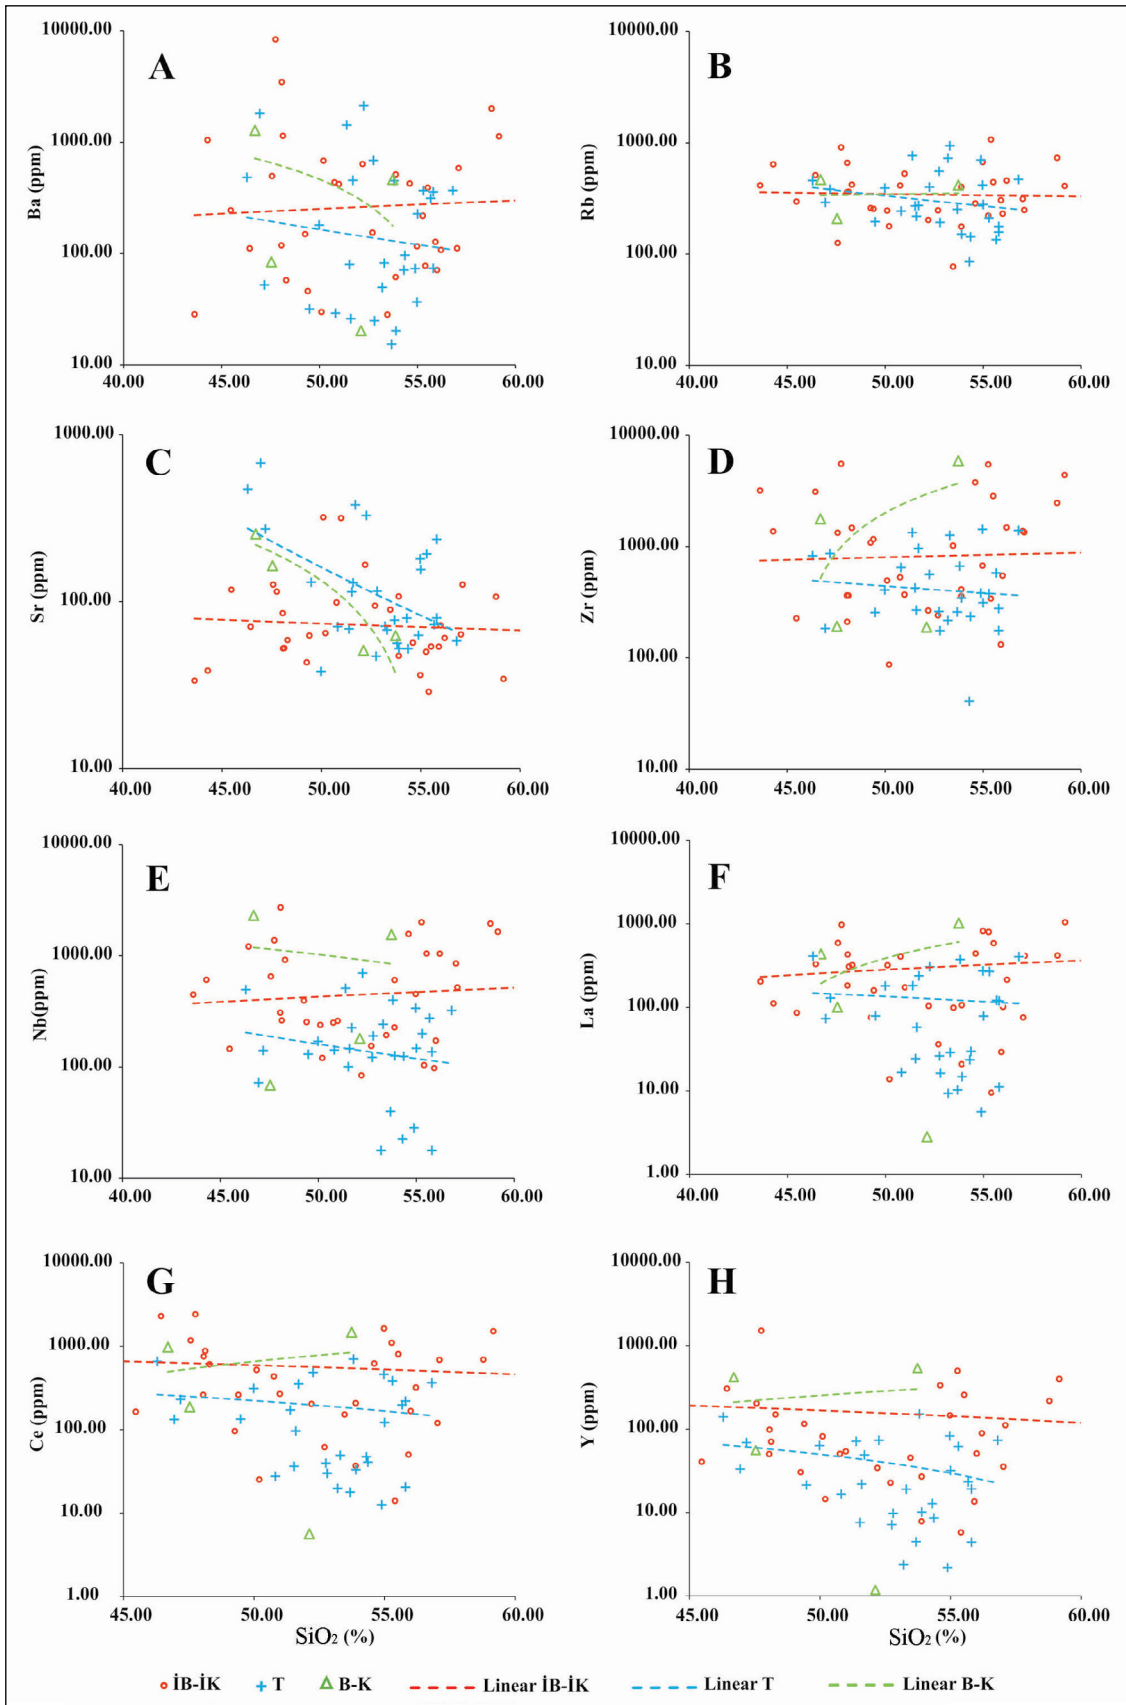 10000.00 10000.00
A B
1000.00 1000.00
Ba (ppm) Rb (ppm)
100.00 100.00
10.00 10.00
40.00 45.00 50.00 55.00 60.00 40.00 45.00 50.00 55.00 60.00
1000.00 10000.00
C D
1000.00
Sr (ppm) 100.00 Zr (ppm)
100.00
10.00 10.00
40.00 45.00 50.00 55.00 60.00 40.00 45.00 50.00 55.00 60.00
10000.00 10000.00
E F
1000.00 1000.00
Nb(ppm) La (ppm)
100.00 100.00
10.00
10.00 1.00
40.00 45.00 50.00 55.00 60.00 40.00 45.00 50.00 55.00 60.00
10000.00 10000.00
G H
1000.00 1000.00
Ce (ppm) 100.00 Y (ppm) 100.00
10.00 10.00
1.00 1.00
45.00 50.00 55.00 60.00 45.00 50.00 55.00 60.00
SiO₂ (%) SiO₂ (%)
İB-İK T B-K Linear İB-İK Linear T Linear B-K